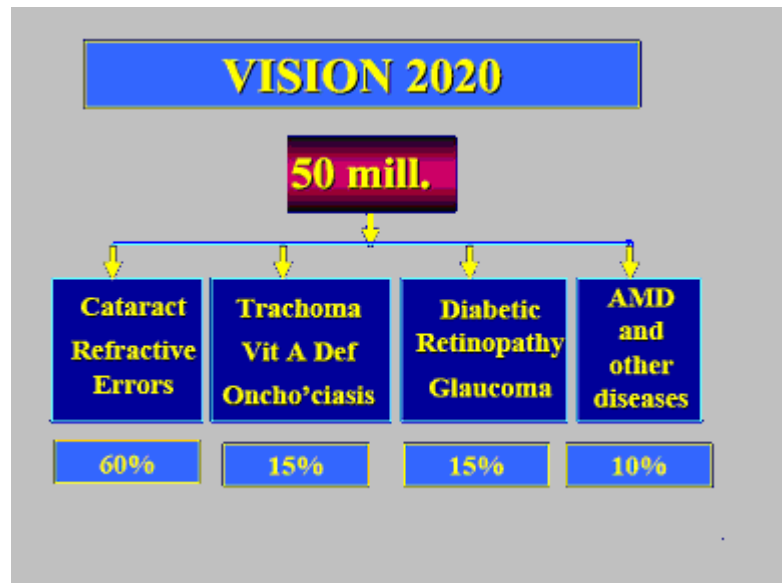 VISION 2020
50 mill.
Cataract
Refractive
Errors
Trachoma
Vit A Def
Oncho'ciasis
Diabetic
Retinopathy
Glaucoma
AMD
and
other
diseases
60%
15%
15%
10%